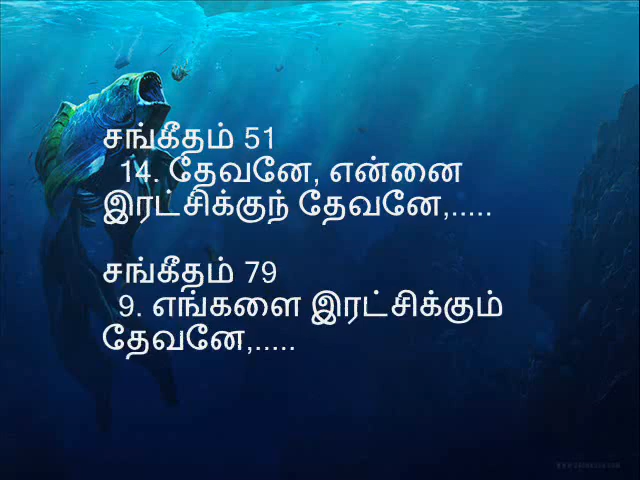 சங்கீதம் 51
14. தேவனே, என்னை
இரட்சிக்குந் தேவனே,.....
சங்கீதம் 79
9. எங்களை இரட்சிக்கும்
தேவனே,.....